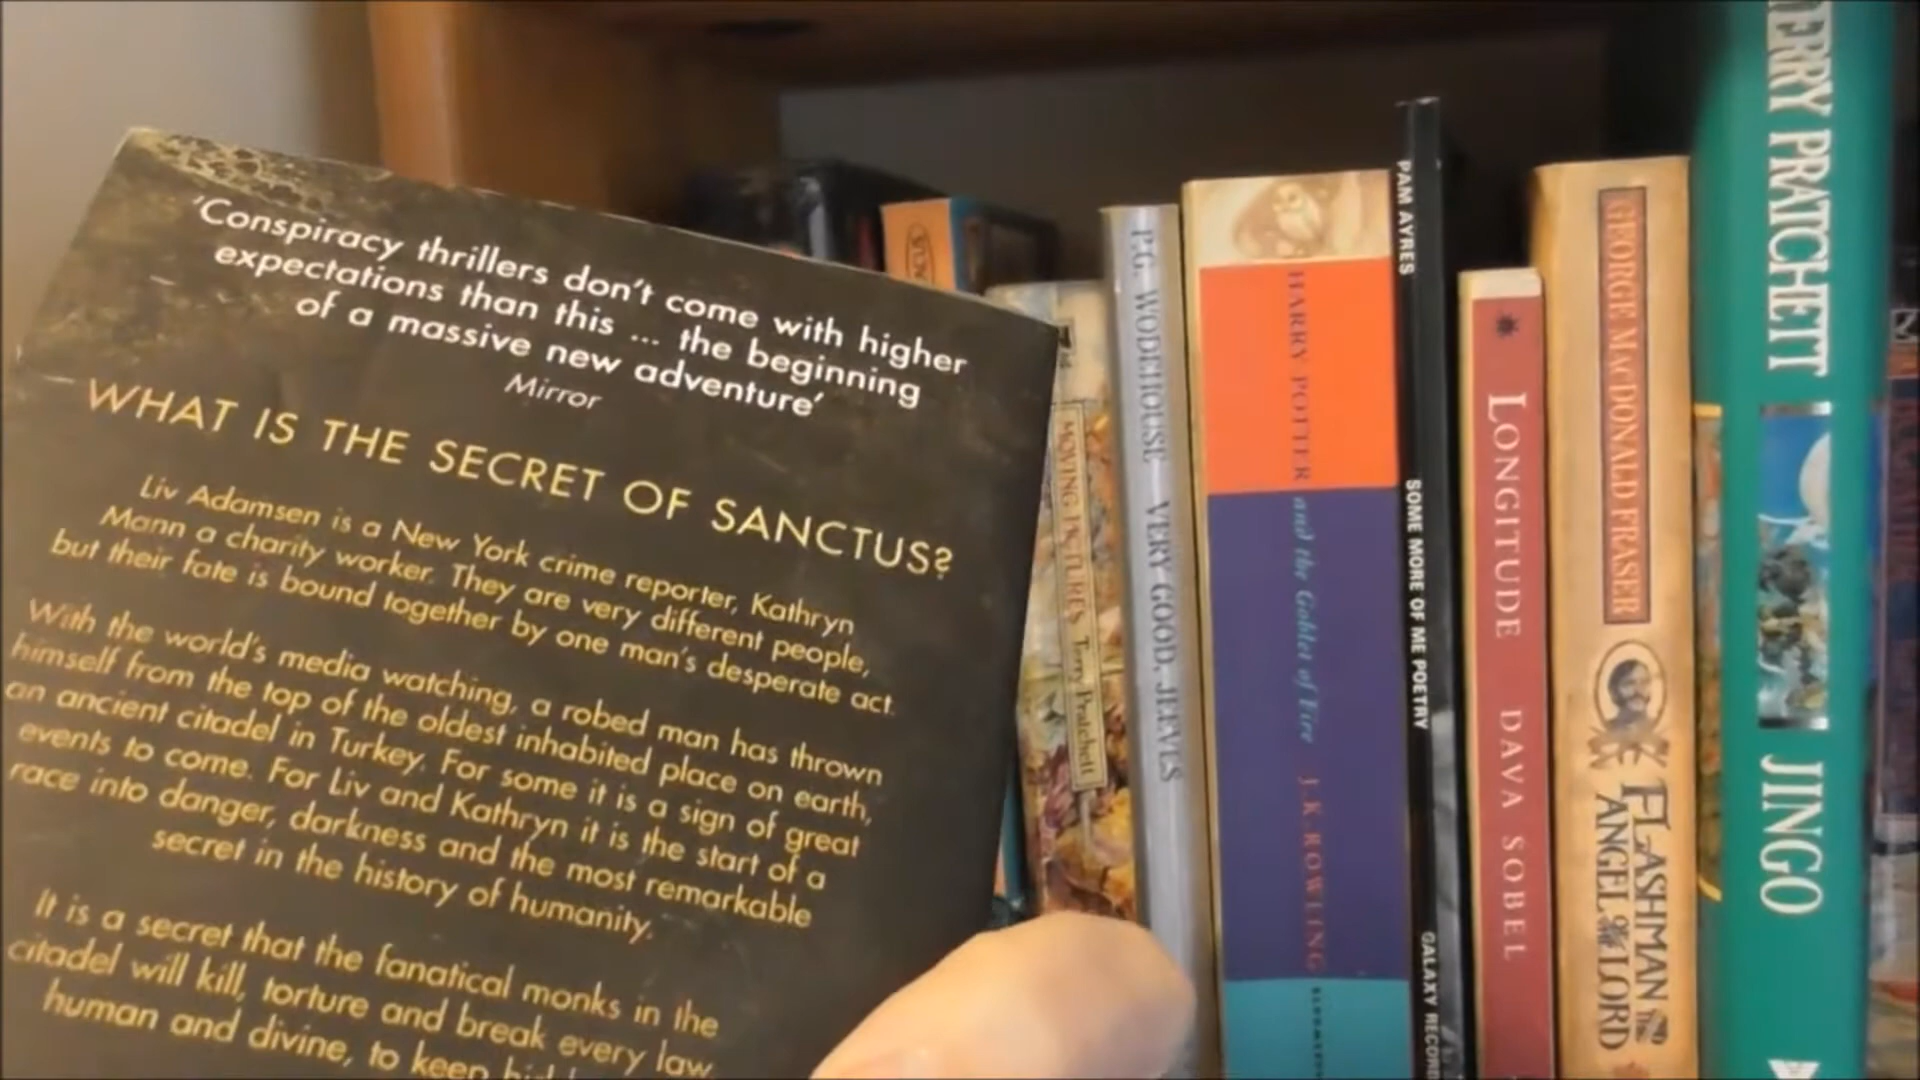 'Conspiracy thrillers don't come with higher
expectations than this ... the beginning
of a massive new adventure'
Mirror
WHAT IS THE SECRET OF SANCTUS?
Liv Adamsen is a New York crime reporter, Kathryn
Mann a charity worker. They are very different people,
but their fate is bound together by one man's desperate act.
With the world's media watching, a robed man has thrown
himself from the top of the oldest inhabited place on earth,
an ancient citadel in Turkey. For some it is a sign of great
events to come. For Liv and Kathryn it is the start of a
race into danger, darkness and the most remarkable
secret in the history of humanity.
It is a secret that the fanatical monks in the
citadel will kill, torture and break every law,
human and divine, to keep
MOVING PICTURES Terry Pratchett
P.G. WODEHOUSE VERY GOOD, JEEVES
HARRY POTTER and the Goblet of Fire J.K. ROWLING
PAM AYRES SOME MORE OF ME POETRY GALAXY RECORD
LONGITUDE DAVA SOBEL
GEORGE MACDONALD FRASER
FLASHMAN AND THE
ANGEL OF THE LORD
ERRY PRATCHETT JINGO